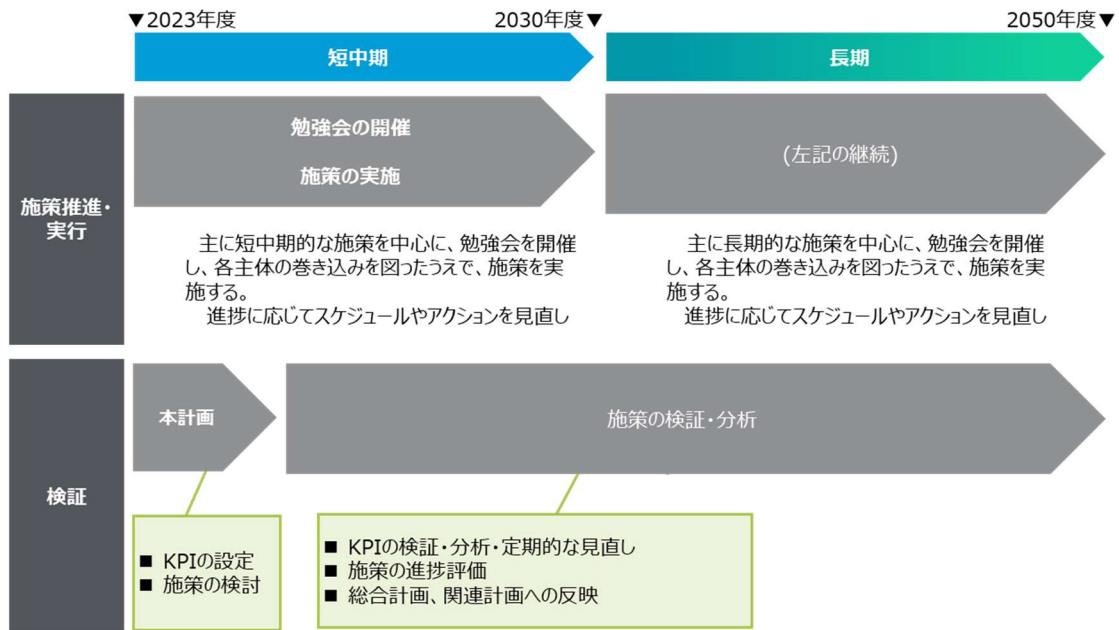 ▼2023年度
2030年度▼
2050年度▼
短中期
長期
施策推進・
実行
勉強会の開催
施策の実施
(左記の継続)
主に短中期的な施策を中心に、勉強会を開催
し、各主体の巻き込みを図ったうえで、施策を実
施する。
進捗に応じてスケジュールやアクションを見直し
主に長期的な施策を中心に、勉強会を開催
し、各主体の巻き込みを図ったうえで、施策を実
施する。
進捗に応じてスケジュールやアクションを見直し
検証
本計画
施策の検証・分析
■ KPIの設定
■ 施策の検討
■ KPIの検証・分析・定期的な見直し
■ 施策の進捗評価
■ 総合計画、関連計画への反映